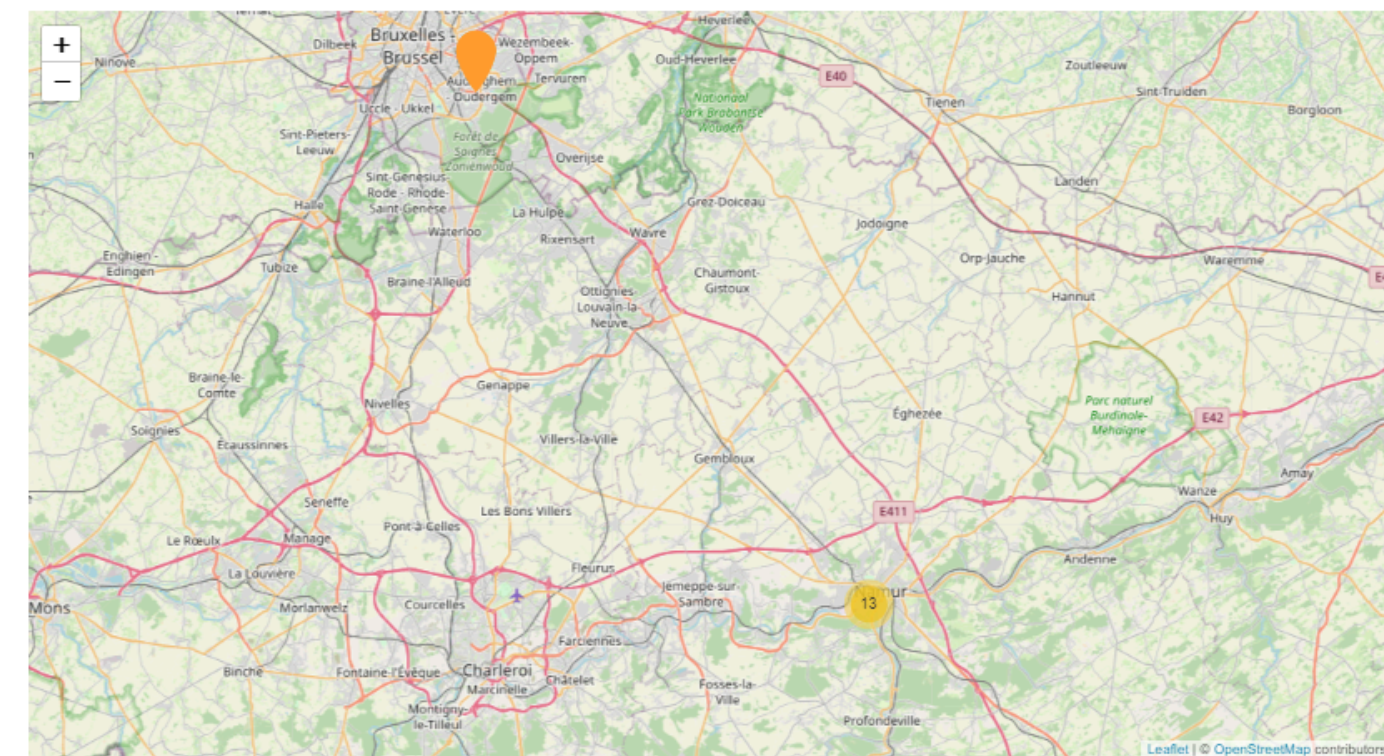 +
−
Ninove
Dilbeek
Bruxelles -
Brussel
Wezembeek-
Oppem
Tervuren
- Oudergem
Uccle - Ukkel
Heverlee
Oud-Heverlee
E40
Nationaal
Park Brabantse
Wouden
Tienen
Zoutleeuw
Sint-Truiden
Borgloon
Sint-Pieters-
Leeuw
Forêt de
Soignes -
Zoniënwoud
Overijse
Sint-Genesius-
Rode - Rhode-
Saint-Genèse
Halle
La Hulpe
Grez-Doiceau
Landen
Waterloo
Rixensart
Wavre
Jodoigne
Enghien -
Edingen
Tubize
Braine-l'Alleud
Chaumont-
Gistoux
Orp-Jauche
Waremme
Ottignies-
Louvain-la-
Neuve
Hannut
Braine-le-
Comte
Genappe
Nivelles
Parc naturel
Burdinale-
Mehaigne
E42
Éghezée
Soignies
Écaussinnes
Villers-la-Ville
Gembloux
Amay
Wanze
Huy
Seneffe
Les Bons Villers
E411
Pont-à-Celles
Le Rœulx
Manage
Andenne
La Louvière
Fleurus
Jemeppe-sur-
Sambre
13
Namur
Mons
Morlanwelz
Courcelles
Farciennes
Binche
Fontaine-l'Évêque
Charleroi
Marcinelle
Châtelet
Fosses-la-
Ville
Montigny-
le-Tilleul
Profondeville
Leaflet | © OpenStreetMap contributors